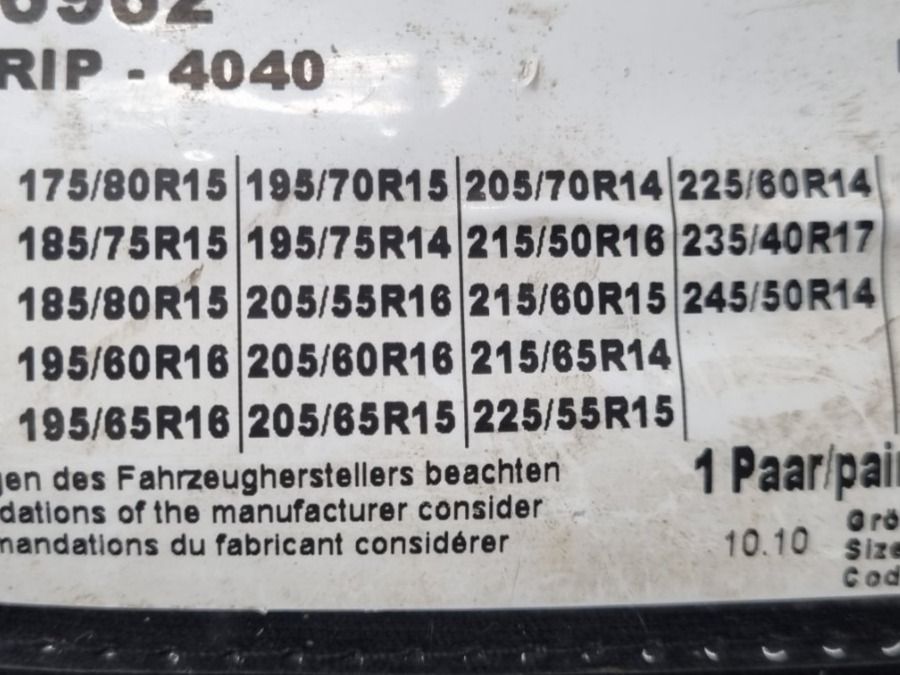 6962
RIP - 4040
175/80R15 195/70R15 205/70R14 225/60R14
185/75R15 195/75R14 215/50R16 235/40R17
185/80R15 205/55R16 215/60R15 245/50R14
195/60R16 205/60R16 215/65R14
195/65R16 205/65R15 225/55R15
gen des Fahrzeugherstellers beachten
dations of the manufacturer consider
mandations du fabricant considérer
1 Paar/pair
10.10
Grö
Size
Cod